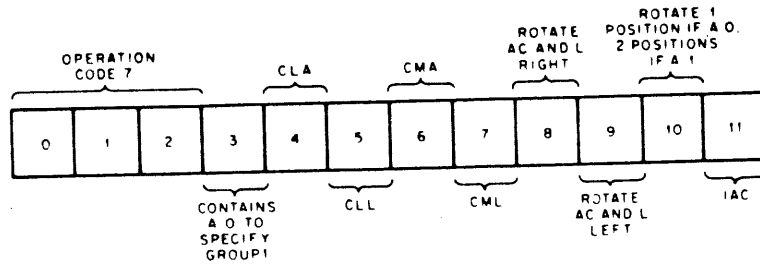 OPERATION
CODE 7
CLA
CMA
ROTATE
AC AND L
RIGHT
ROTATE 1
POSITION IF A 0,
2 POSITIONS
IF A 1
0 1 2 3 4 5 6 7 8 9 10 11
CONTAINS
A 0 TO
SPECIFY
GROUP 1
CLL
CML
ROTATE
AC AND L
LEFT
IAC